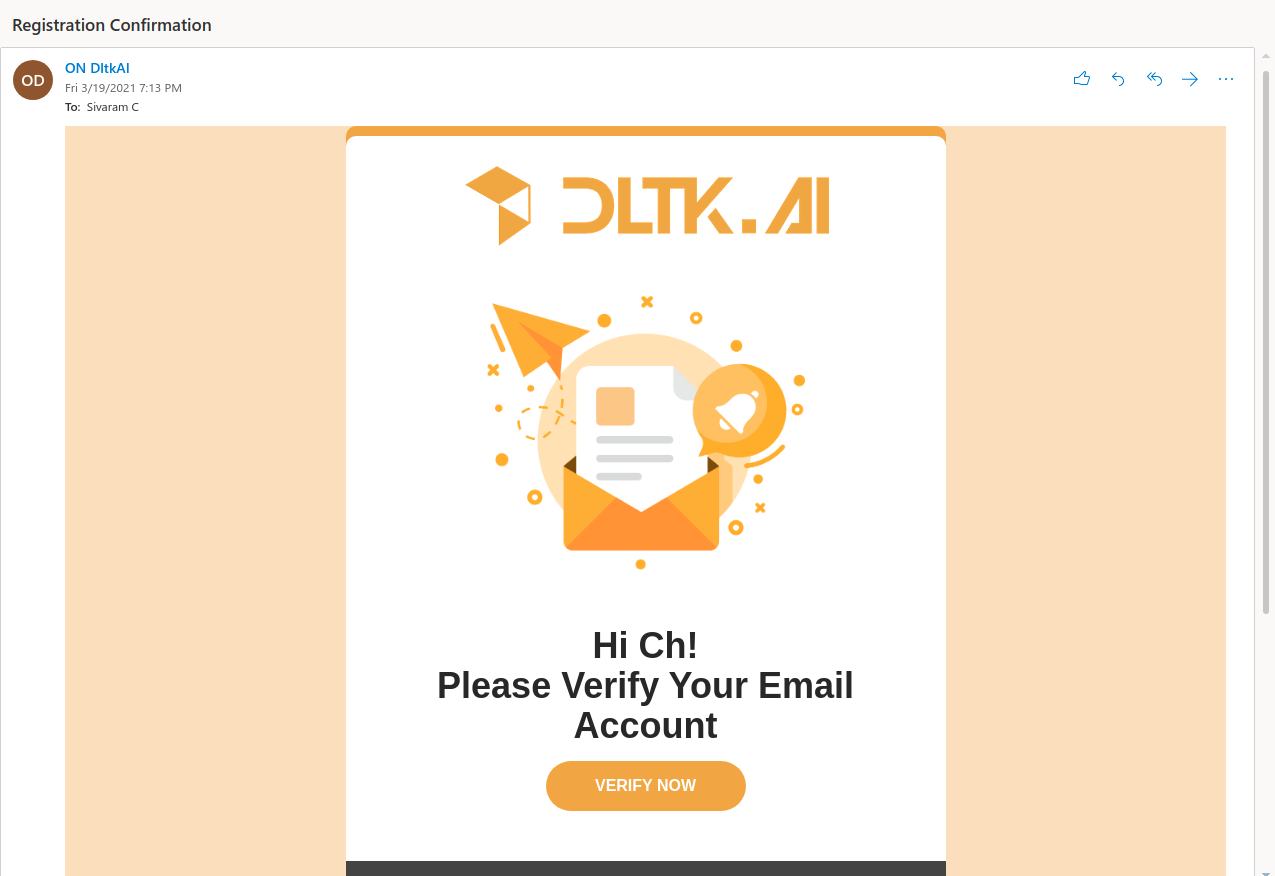 Registration Confirmation
OD
ON DltkAI
Fri 3/19/2021 7:13 PM
To: Sivaram C
DLTK.AI
Hi Ch!
Please Verify Your Email
Account
VERIFY NOW